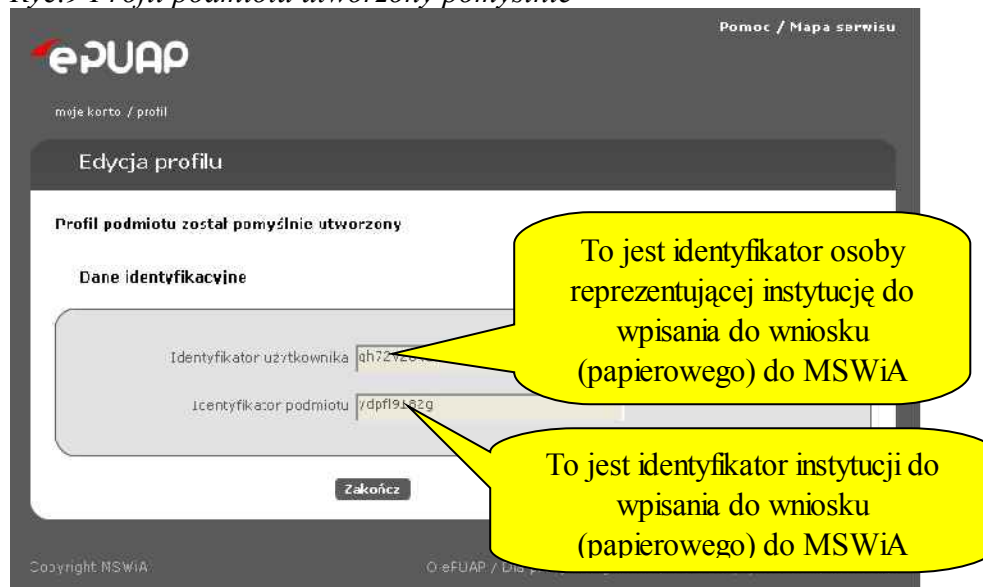 Pomoc / Mapa serwisu
ePUAP
moje konto / profil
Edycja profilu
Profil podmiotu został pomyślnie utworzony
Dane identyfikacyjne
To jest identyfikator osoby
reprezentującej instytucję do
wpisania do wniosku
(papierowego) do MSWiA
Identyfikator użytkownika
Identyfikator podmiotu
To jest identyfikator instytucji do
wpisania do wniosku
(papierowego) do MSWiA
Zakończ
Copyright MSWiA
O ePUAP /